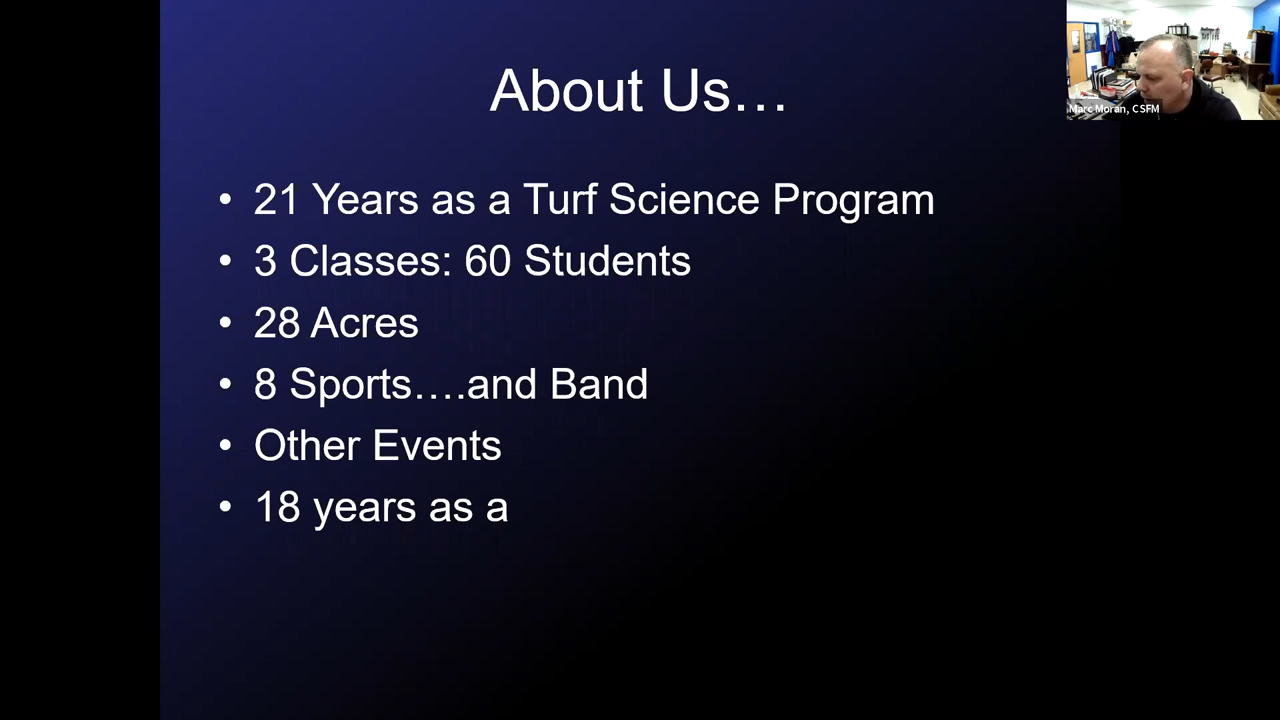 About Us…
• 21 Years as a Turf Science Program
• 3 Classes: 60 Students
• 28 Acres
• 8 Sports….and Band
• Other Events
• 18 years as a
Marc Moran, CSFM